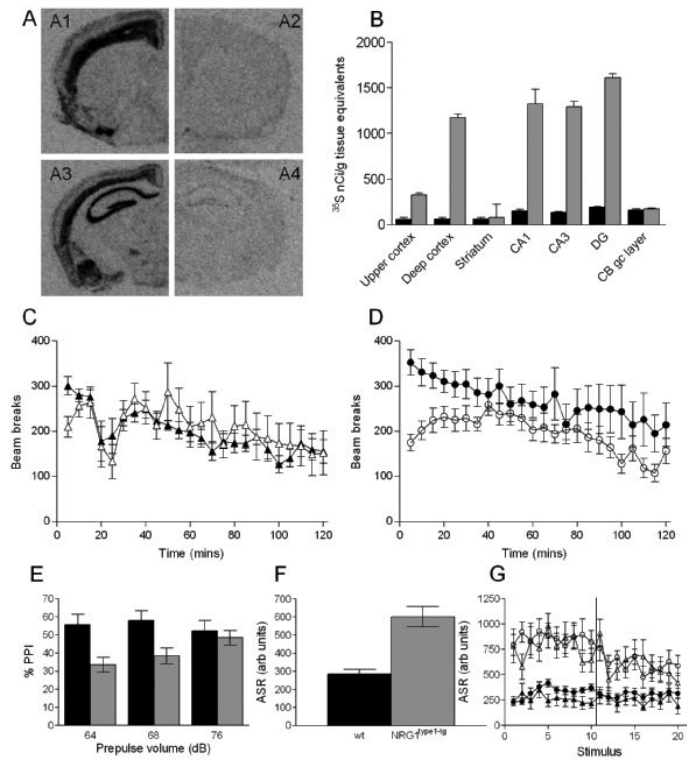 A
A1
A2
A3
A4
B
³⁵S nCi/g tissue equivalents
2000
1500
1000
500
0
Upper cortex
Deep cortex
Striatum
CA1
CA3
DG
CB gc layer
C
Beam breaks
400
300
200
100
0
0 20 40 60 80 100 120
Time (mins)
D
Beam breaks
400
300
200
100
0
0 20 40 60 80 100 120
Time (mins)
E
% PPI
70
60
50
40
30
20
10
0
64 68 76
Prepulse volume (dB)
F
ASR (arb units)
700
600
500
400
300
200
100
0
wt NRG1^type1-tg
G
ASR (arb units)
1250
1000
750
500
250
0
0 5 10 15 20
Stimulus